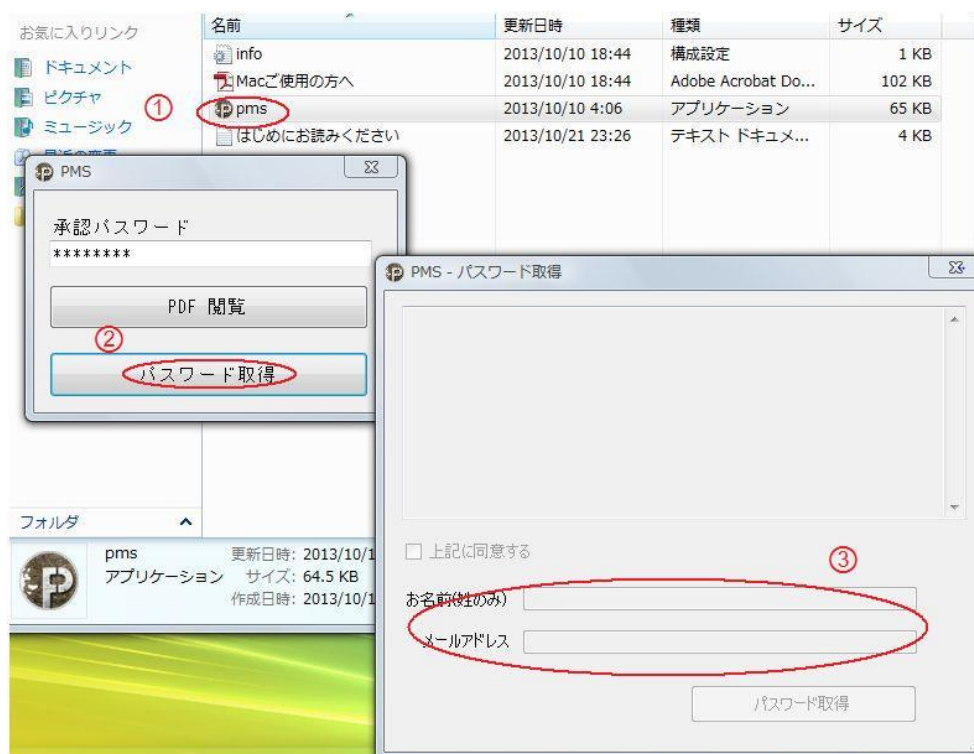 お気に入りリンク
ドキュメント
ピクチャ
ミュージック
最近の変更
名前 更新日時 種類 サイズ
info 2013/10/10 18:44 構成設定 1 KB
Macご使用の方へ 2013/10/10 18:44 Adobe Acrobat Do... 102 KB
① pms 2013/10/10 4:06 アプリケーション 65 KB
はじめにお読みください 2013/10/21 23:26 テキスト ドキュメ... 4 KB
PMS
承認パスワード
********
PDF 閲覧
②
パスワード取得
フォルダ
pms 更新日時: 2013/10/1
アプリケーション サイズ: 64.5 KB
作成日時: 2013/10/1
PMS - パスワード取得
上記に同意する
③
お名前(姓のみ)
メールアドレス
パスワード取得